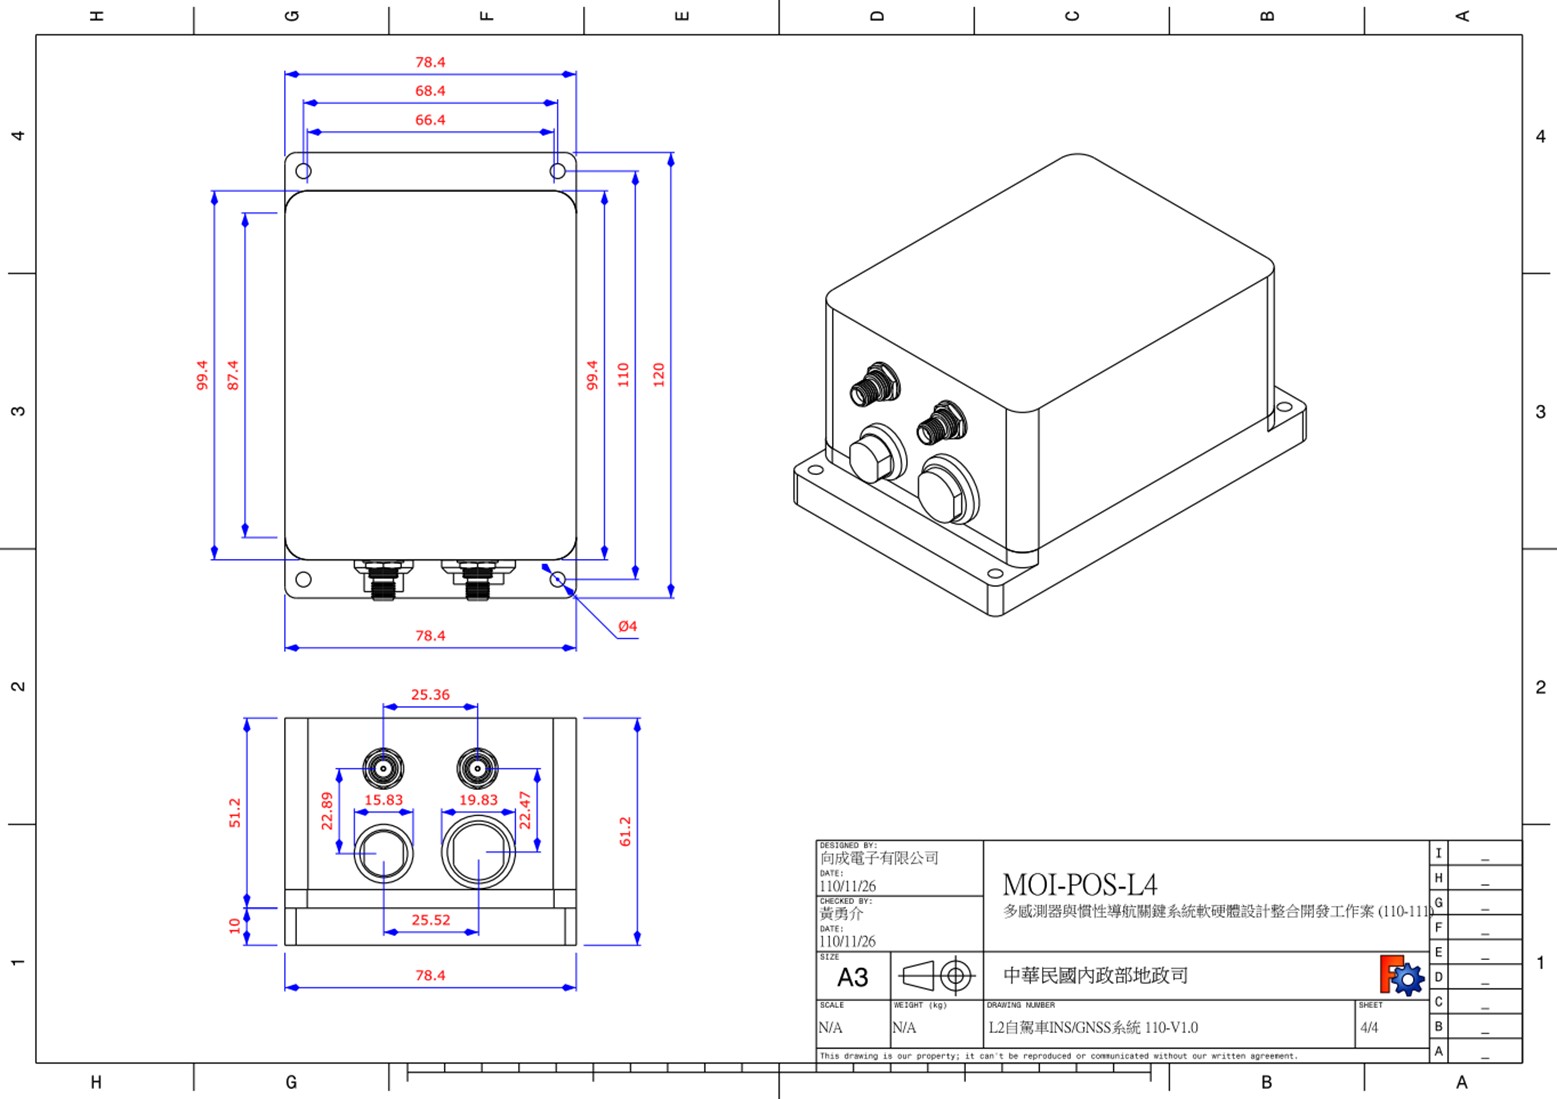 H G F E D C B A
78.4
68.4
66.4
4 4
99.4
87.4
99.4
110
120
3 3
Ø4
78.4
2 2
25.36
51.2
22.89
15.83
19.83
22.47
61.2
10
25.52
78.4
1 1
DESIGNED BY:
向成電子有限公司
DATE:
110/11/26
CHECKED BY:
黃勇介
DATE:
110/11/26
MOI-POS-L4
多感測器與慣性導航關鍵系統軟硬體設計整合開發工作案 (110-111)
SIZE
A3
中華民國內政部地政司
SCALE
N/A
WEIGHT (kg)
N/A
DRAWING NUMBER
L2自駕車INS/GNSS系統 110-V1.0
SHEET
4/4
This drawing is our property; it can't be reproduced or communicated without our written agreement.
I _
H _
G _
F _
E _
D _
C _
B _
A _
H G F E B A